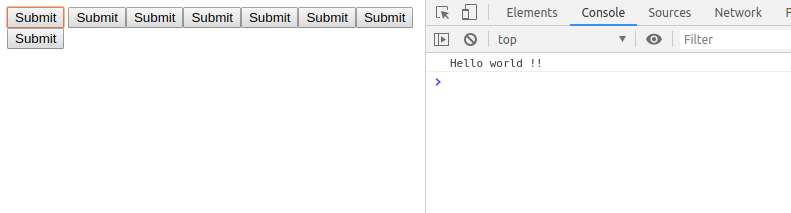 Submit Submit Submit Submit Submit Submit Submit
Submit
Elements Console Sources Network
top Filter
Hello world !!